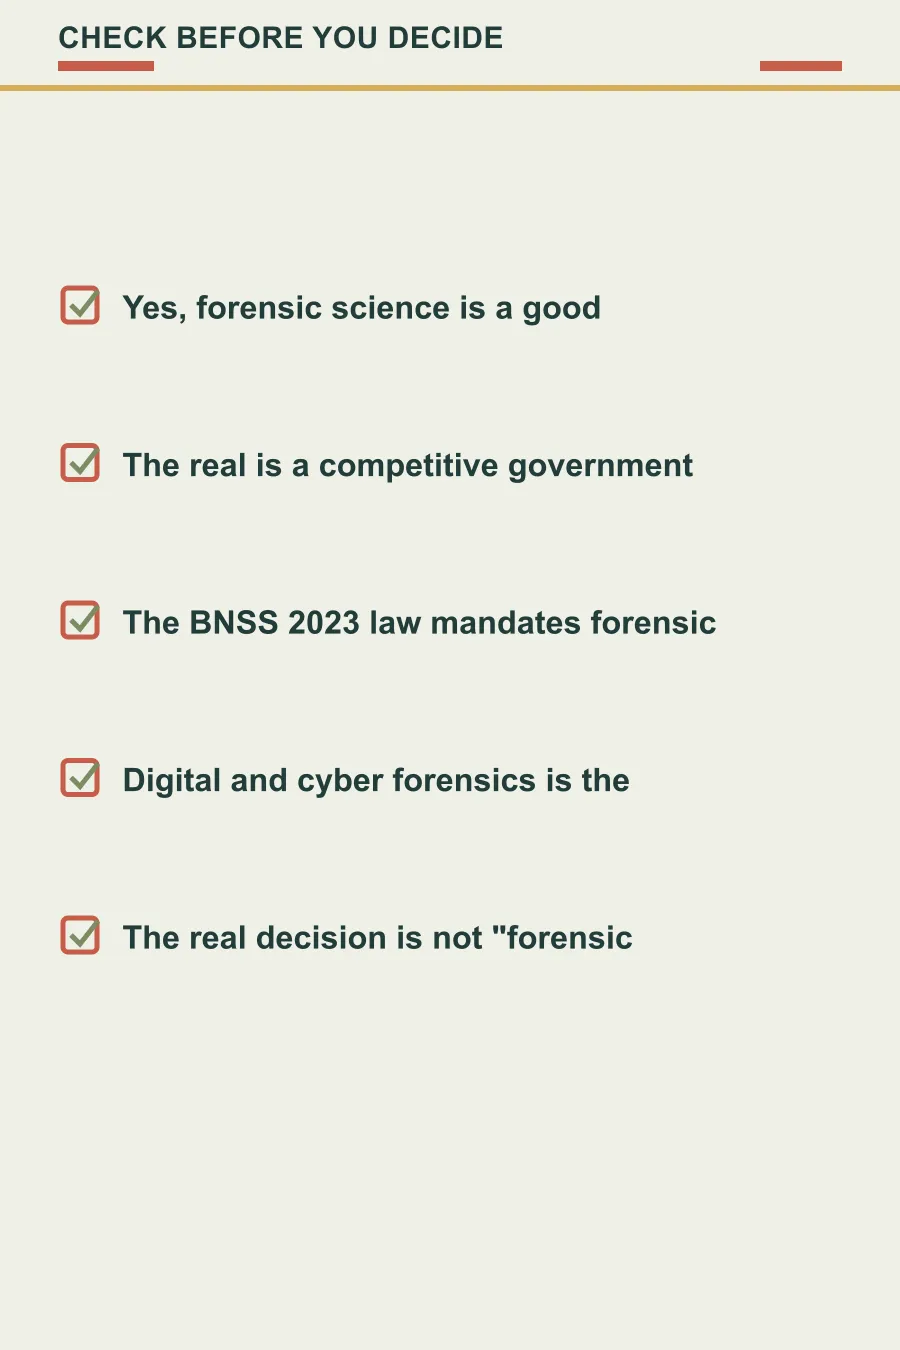 CHECK BEFORE YOU DECIDE
Yes, forensic science is a good
The real is a competitive government
The BNSS 2023 law mandates forensic
Digital and cyber forensics is the
The real decision is not "forensic